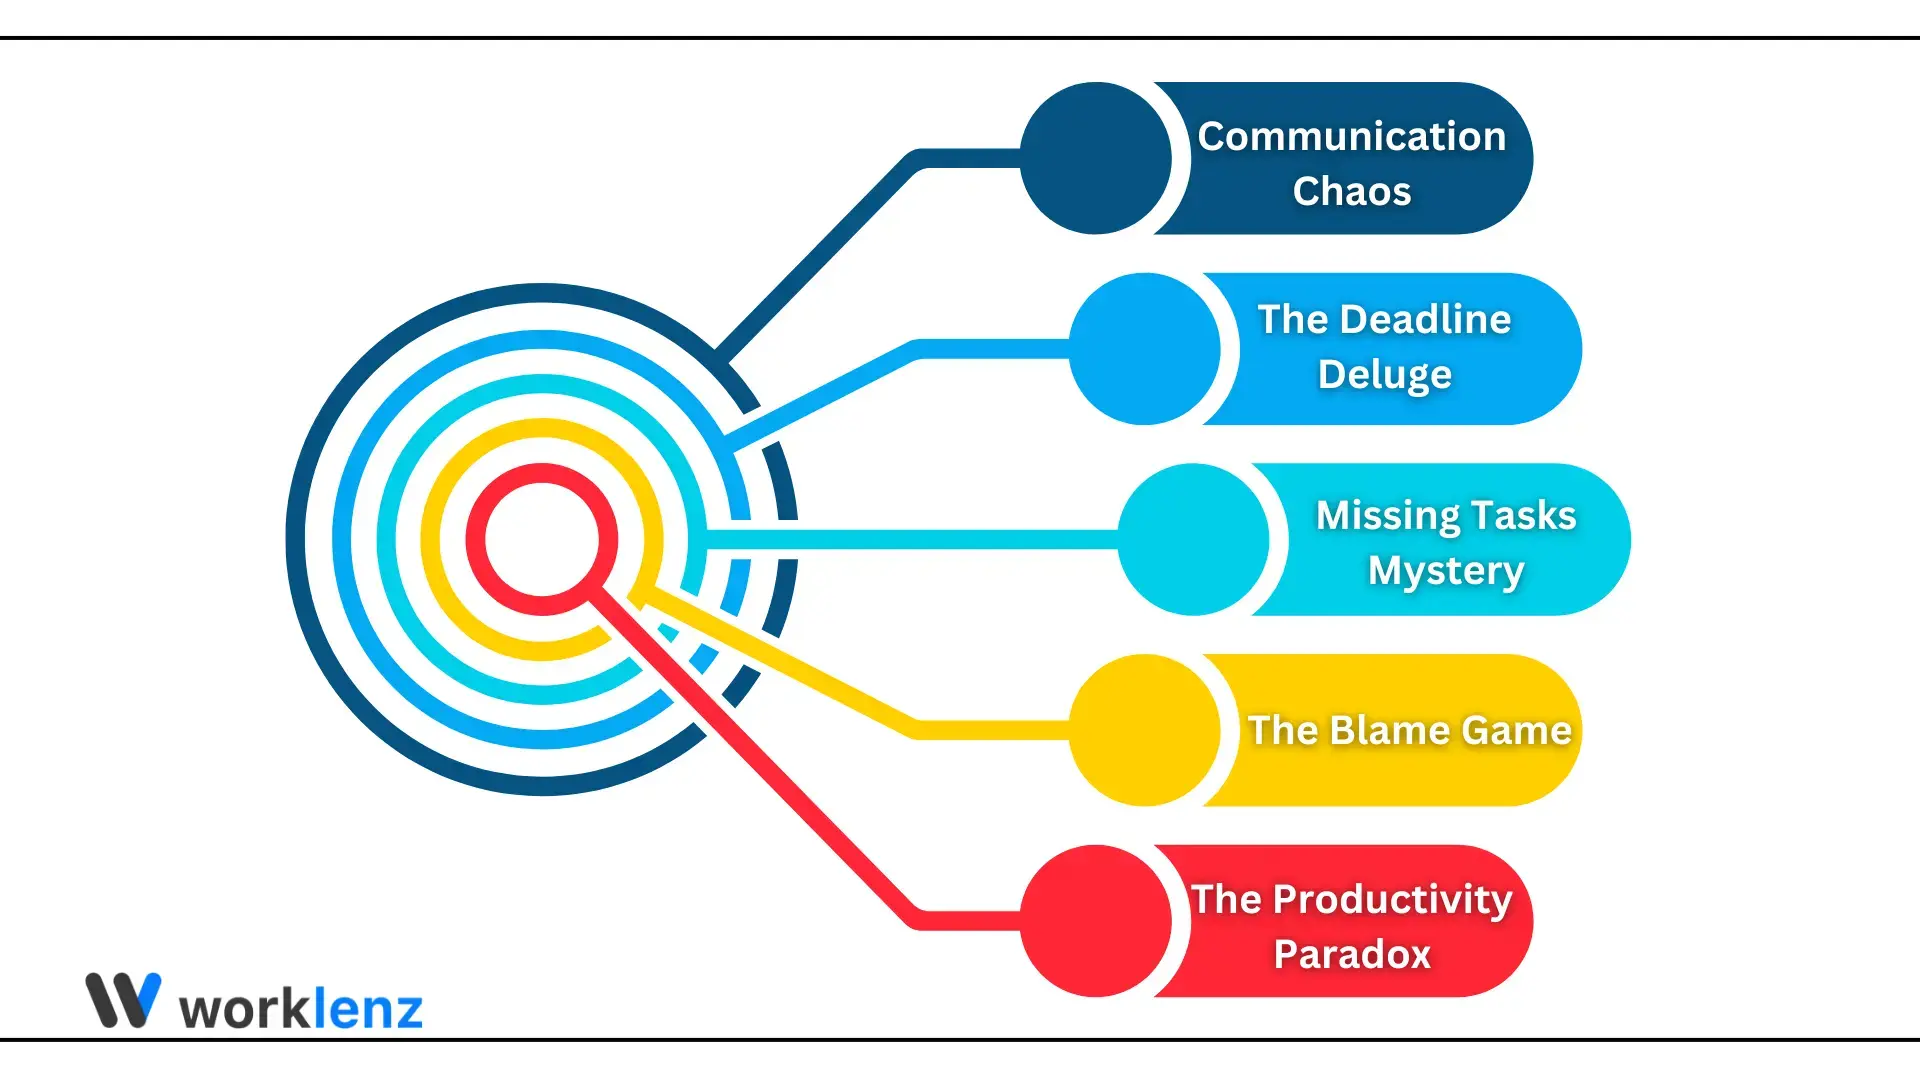 Communication
Chaos
The Deadline
Deluge
Missing Tasks
Mystery
The Blame Game
The Productivity
Paradox
worklenz